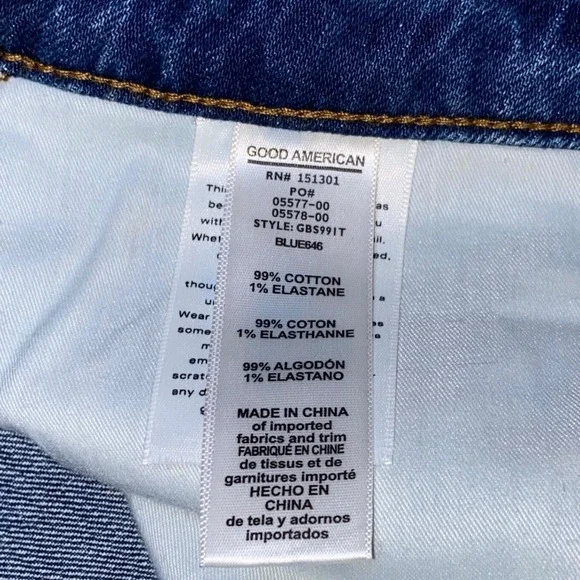 GOOD AMERICAN
RN# 151301
PO#
05577-00
05578-00
STYLE: GBS991T
BLUE646
99% COTTON
1% ELASTANE
99% COTON
1% ELASTHANNE
99% ALGODÓN
1% ELASTANO
MADE IN CHINA
of imported
fabrics and trim
FABRIQUÉ EN CHINE
de tissus et de
garnitures importé
HECHO EN
CHINA
de tela y adornos
importados
Wear
any